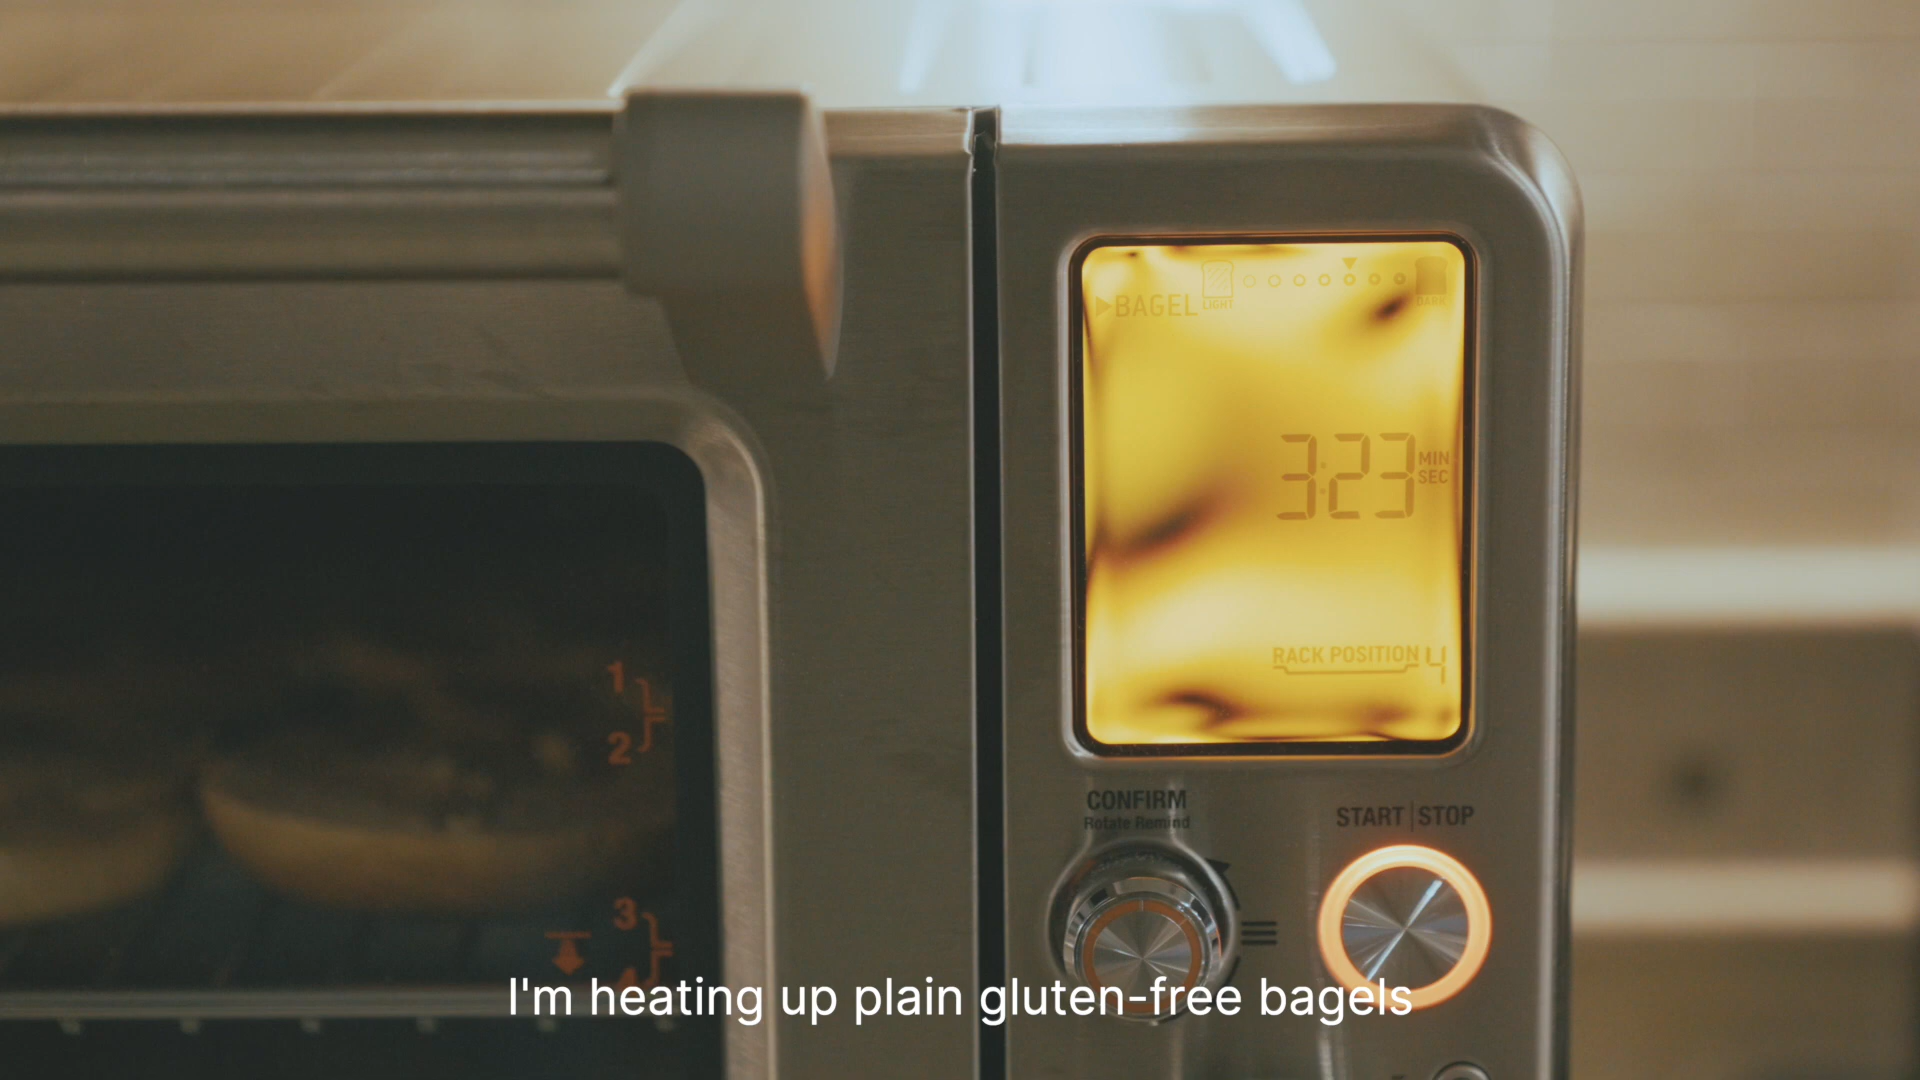 LIGHT
DARK
▶BAGEL
3:23
MIN
SEC
RACK POSITION 4
1
2
3
4
CONFIRM
Rotate Remind
START | STOP
I'm heating up plain gluten-free bagels